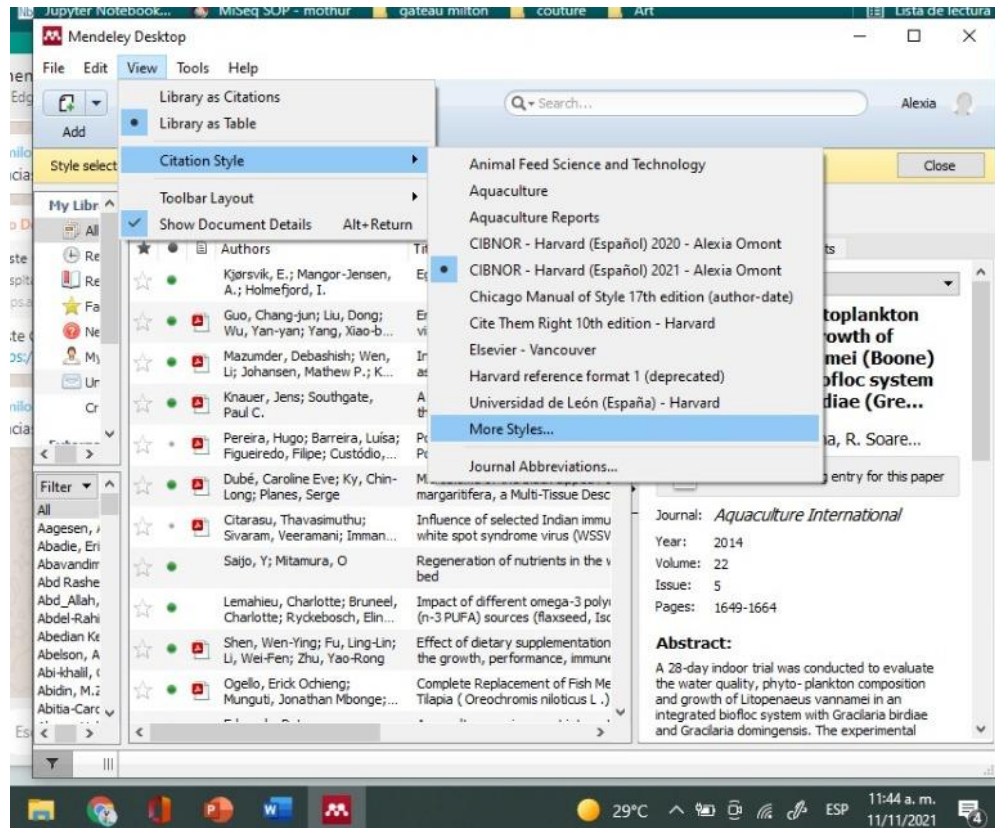 Jupyter Notebook...
MiSeq SOP - mothur
gateau milton
couture
Art
Lista de lectura
Mendeley Desktop
File Edit View Tools Help
Add
Search...
Alexia
Library as Citations
Library as Table
Citation Style
Toolbar Layout
Show Document Details Alt+Return
Animal Feed Science and Technology
Aquaculture
Aquaculture Reports
CIBNOR - Harvard (Español) 2020 - Alexia Omont
CIBNOR - Harvard (Español) 2021 - Alexia Omont
Chicago Manual of Style 17th edition (author-date)
Cite Them Right 10th edition - Harvard
Elsevier - Vancouver
Harvard reference format 1 (deprecated)
Universidad de León (España) - Harvard
More Styles...
Journal Abbreviations...
Style select
Close
My Libr
All
Re
Re
Fa
Ne
My
Un
Cr
Filter
All
Aagesen, A
Abadie, Eri
Abavandim
Abd Rashe
Abd_Allah,
Abdel-Rahi
Abedian Ke
Abelson, A
Abi-khalil, C
Abidin, M.Z
Abitia-Carc
Authors
Kjørsvik, E.; Mangor-Jensen,
A.; Holmefjord, I.
Guo, Chang-jun; Liu, Dong;
Wu, Yan-yan; Yang, Xiao-b...
Mazumder, Debashish; Wen,
Li; Johansen, Mathew P.; K...
Knauer, Jens; Southgate,
Paul C.
Pereira, Hugo; Barreira, Luísa;
Figueiredo, Filipe; Custódio,...
Dubé, Caroline Eve; Ky, Chin-
Long; Planes, Serge
margaritifera, a Multi-Tissue Desc
Citarasu, Thavasimuthu;
Sivaram, Veeramani; Imman...
Influence of selected Indian immu
white spot syndrome virus (WSSV
Saijo, Y; Mitamura, O
Regeneration of nutrients in the w
bed
Lemahieu, Charlotte; Bruneel,
Charlotte; Ryckebosch, Elin...
Impact of different omega-3 polyu
(n-3 PUFA) sources (flaxseed, Isc
Shen, Wen-Ying; Fu, Ling-Lin;
Li, Wei-Fen; Zhu, Yao-Rong
Effect of dietary supplementation
the growth, performance, immune
Ogello, Erick Ochieng;
Munguti, Jonathan Mbonge;...
Complete Replacement of Fish Me
Tilapia ( Oreochromis niloticus L .)
toplankton
rowth of
mei (Boone)
ofloc system
diae (Gre...
na, R. Soare...
entry for this paper
Journal: Aquaculture International
Year: 2014
Volume: 22
Issue: 5
Pages: 1649-1664
Abstract:
A 28-day indoor trial was conducted to evaluate
the water quality, phyto- plankton composition
and growth of Litopenaeus vannamei in an
integrated biofloc system with Gracilaria birdiae
and Gracilaria domingensis. The experimental
29°C
ESP
11:44 a. m.
11/11/2021
4